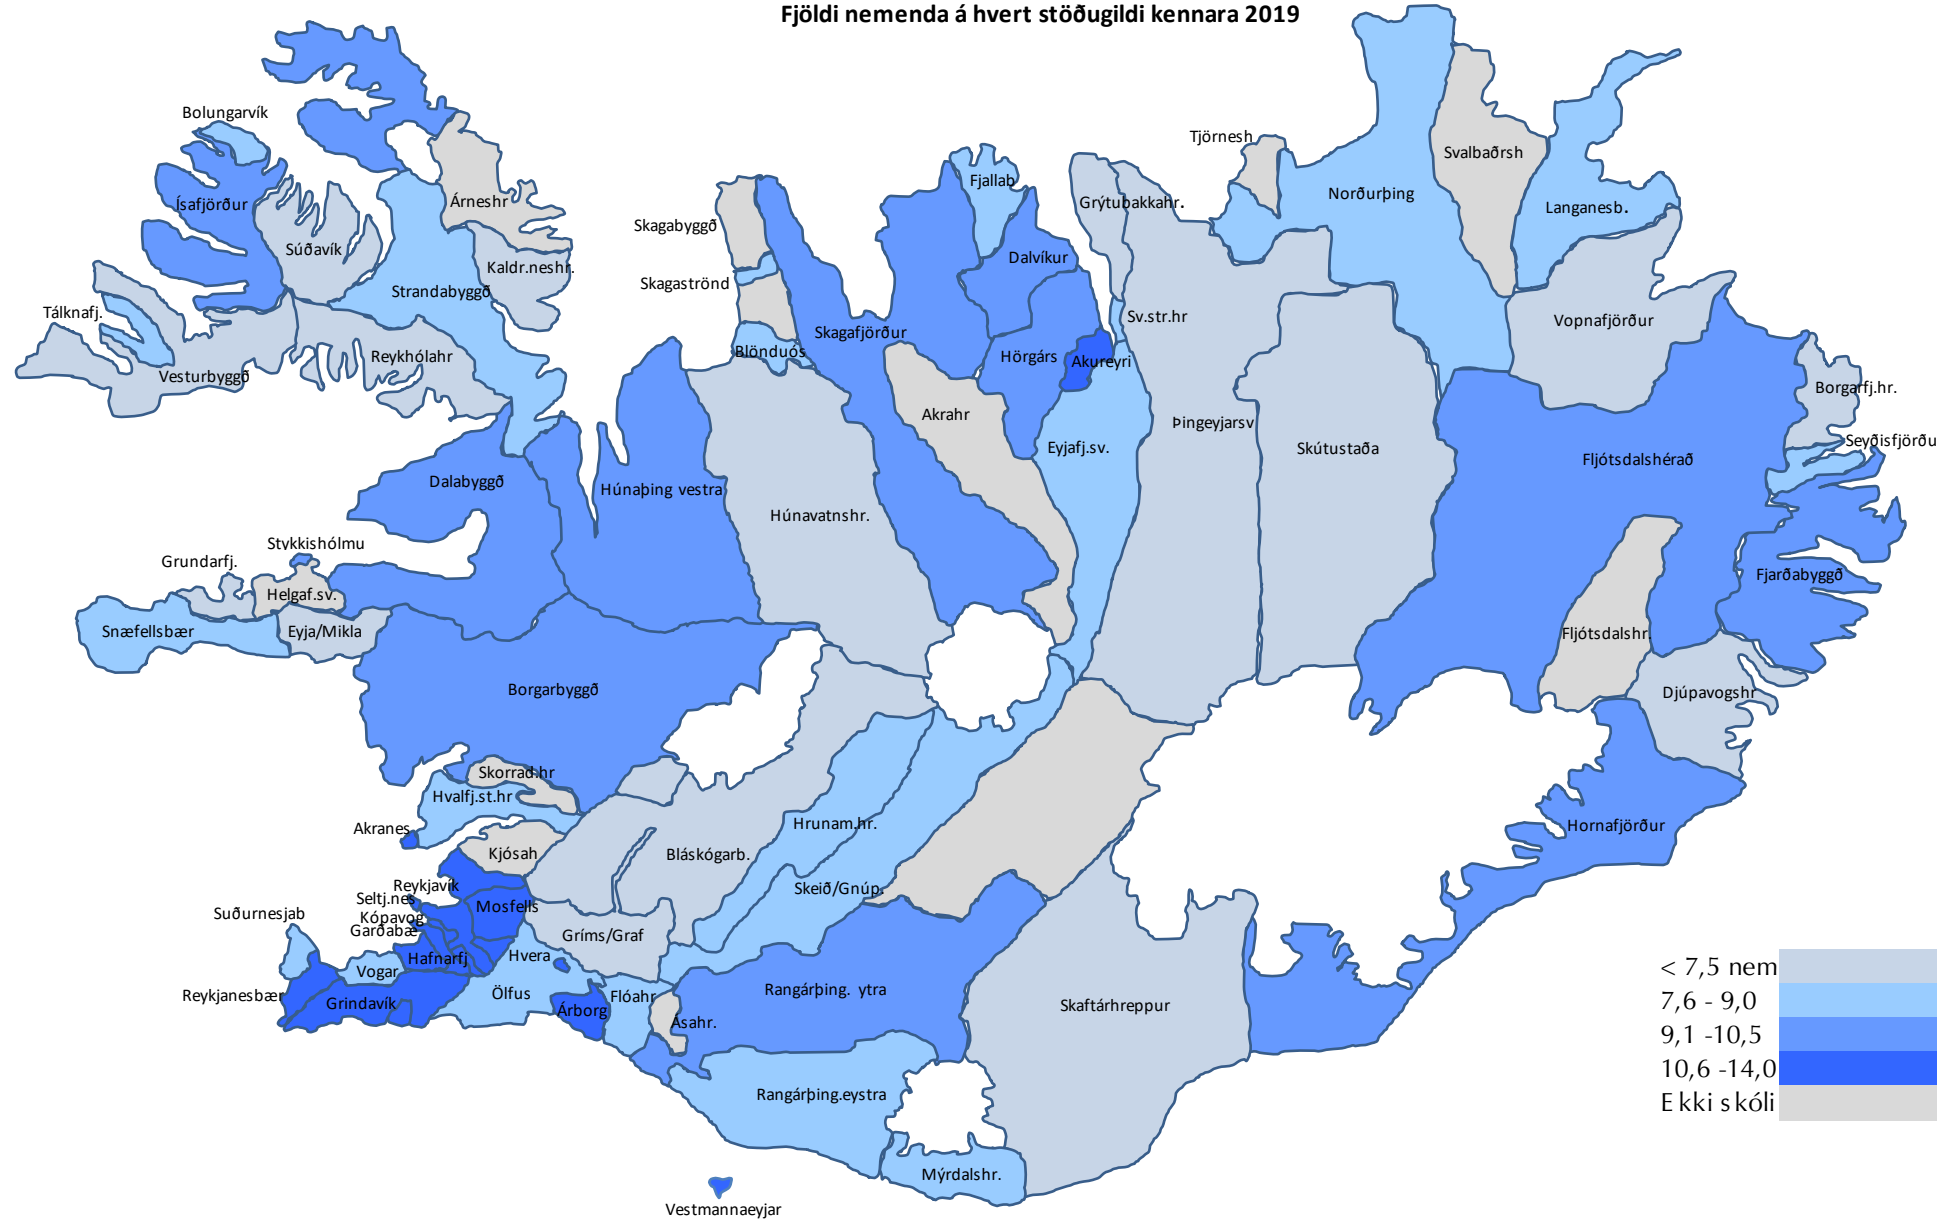 Fjöldi nemenda á hvert stöðugildi kennara 2019
Bolungarvík
Ísafjörður
Súðavík
Árneshr
Kaldr.neshr.
Strandabyggð
Tálknafj.
Vesturbyggð
Reykhólahr
Skagabyggð
Skagaströnd
Blönduós
Skagafjörður
Fjallab
Dalvíkur
Hörgárs
Akureyri
Grýtubakkahr.
Sv.str.hr
Tjörnesh
Norðurþing
Svalbaðrsh
Langanesb.
Vopnafjörður
Borgarfj.hr.
Seyðisfjörðu
Akrahr
Eyjafj.sv.
Þingeyjarsv
Skútustaða
Fljótsdalshérað
Dalabyggð
Húnaþing vestra
Húnavatnshr.
Stykkishólmu
Grundarfj.
Helgaf.sv.
Snæfellsbær
Eyja/Mikla
Fjarðabyggð
Fljótsdalshr.
Djúpavogshr
Borgarbyggð
Skorrad.hr
Hvalfj.st.hr
Akranes
Kjósah
Hrunam.hr.
Bláskógarb.
Hornafjörður
Reykjavík
Seltj.nes
Kópavog
Garðabæ
Mosfells
Skeið/Gnúp.
Suðurnesjab
Hafnarfj
Hvera
Gríms/Graf
Vogar
Reykjanesbær
Grindavík
Ölfus
Árborg
Flóahr
Ásahr.
Rangárþing. ytra
Skaftárhreppur
Rangárþing.eystra
Mýrdalshr.
Vestmannaeyjar
< 7,5 nem
7,6 - 9,0
9,1 -10,5
10,6 -14,0
Ekki skóli